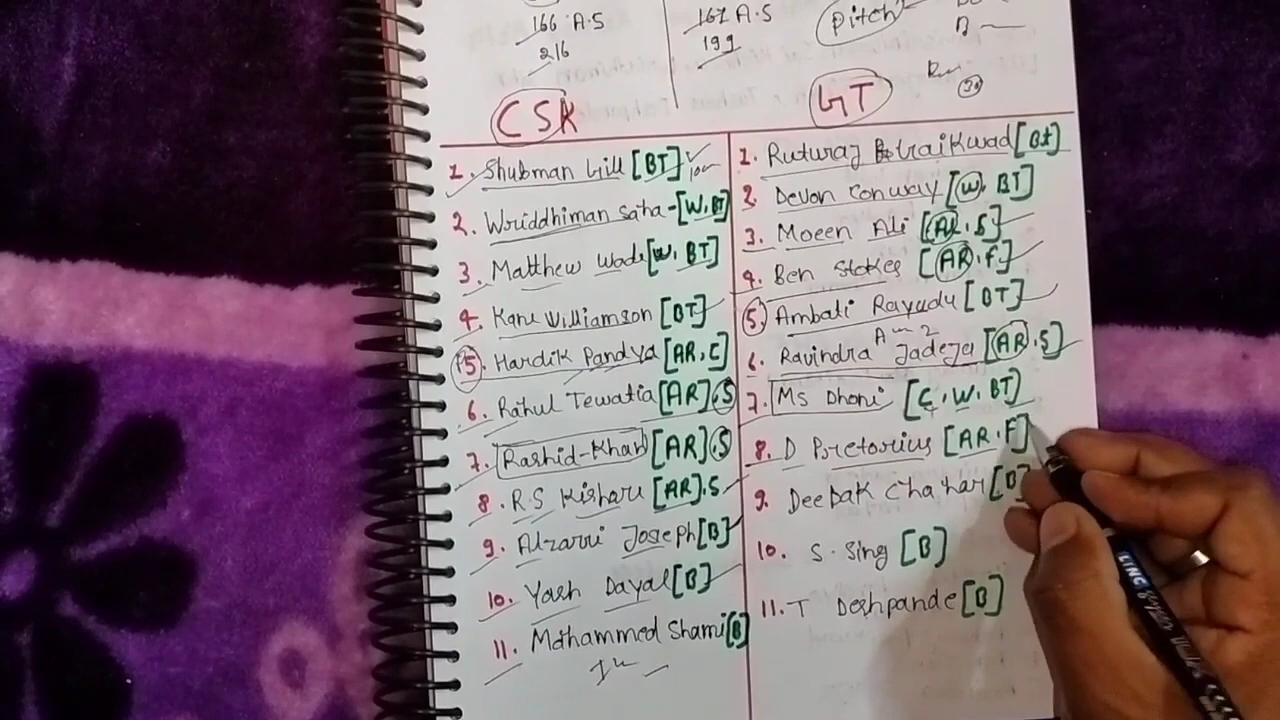 166 A.S
216
167 A.S
199
Pitch
CSK
GT
1. Shubman Gill [BT]
2. Wriddhiman Saha - [W. BT]
3. Matthew Wade [W. BT]
4. Kane Williamson [BT]
5. Hardik Pandya [AR. C]
6. Rahul Tewatia [AR].S
7. Rashid-Khan [AR].S
8. R.S Kishore [AR].S
9. Alzarri Joseph [B]
10. Yash Dayal [B]
11. Mohammed Shami [B]
1. Ruturaj Gaikwad [BT]
2. Devon Conway [W. BT]
3. Moeen Ali [AR. S]
4. Ben Stokes [AR. F]
5. Ambati Rayudu [BT]
6. Ravindra Jadeja [AR. S]
7. MS Dhoni [C. W. BT]
8. D Pretorius [AR. F]
9. Deepak Chahar [B]
10. S. Sing [B]
11. T Deshpande [B]
LINC